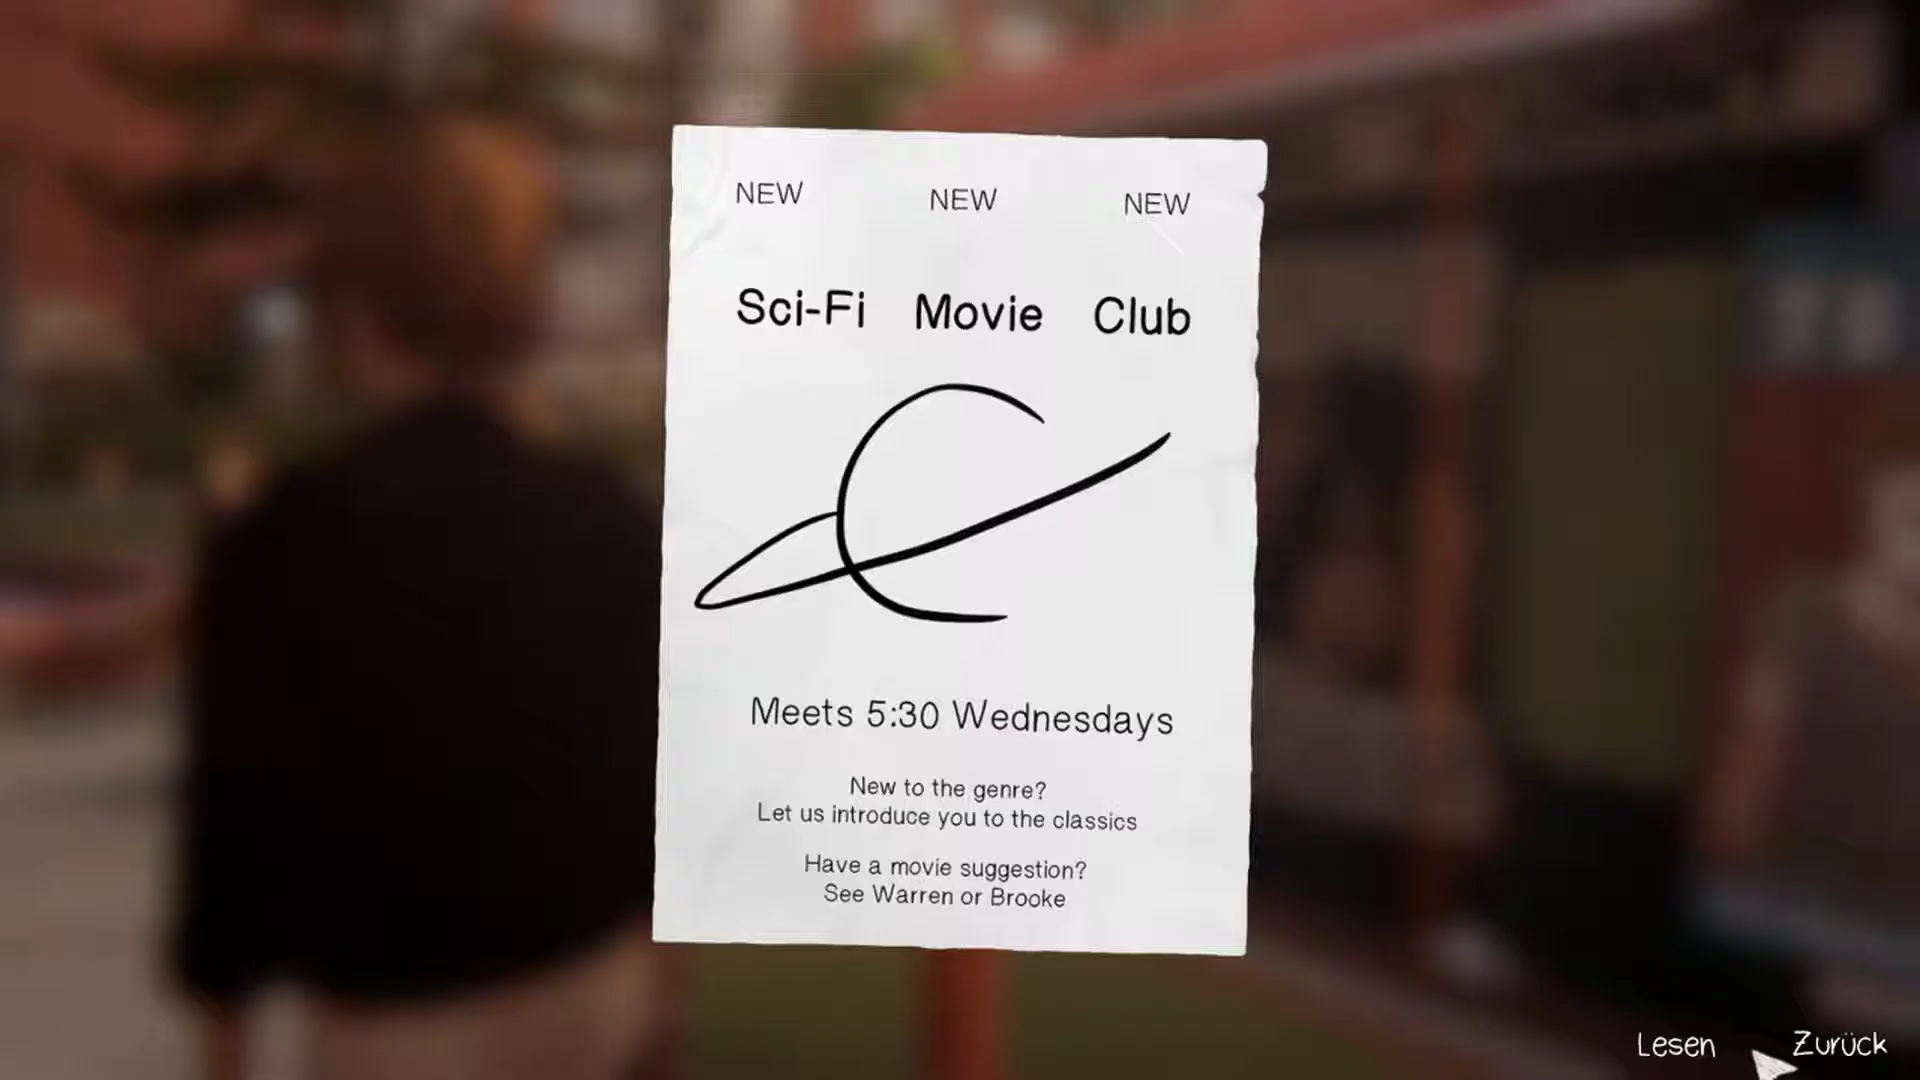 NEW NEW NEW
Sci-Fi Movie Club
Meets 5:30 Wednesdays
New to the genre?
Let us introduce you to the classics
Have a movie suggestion?
See Warren or Brooke
Lesen Zurück